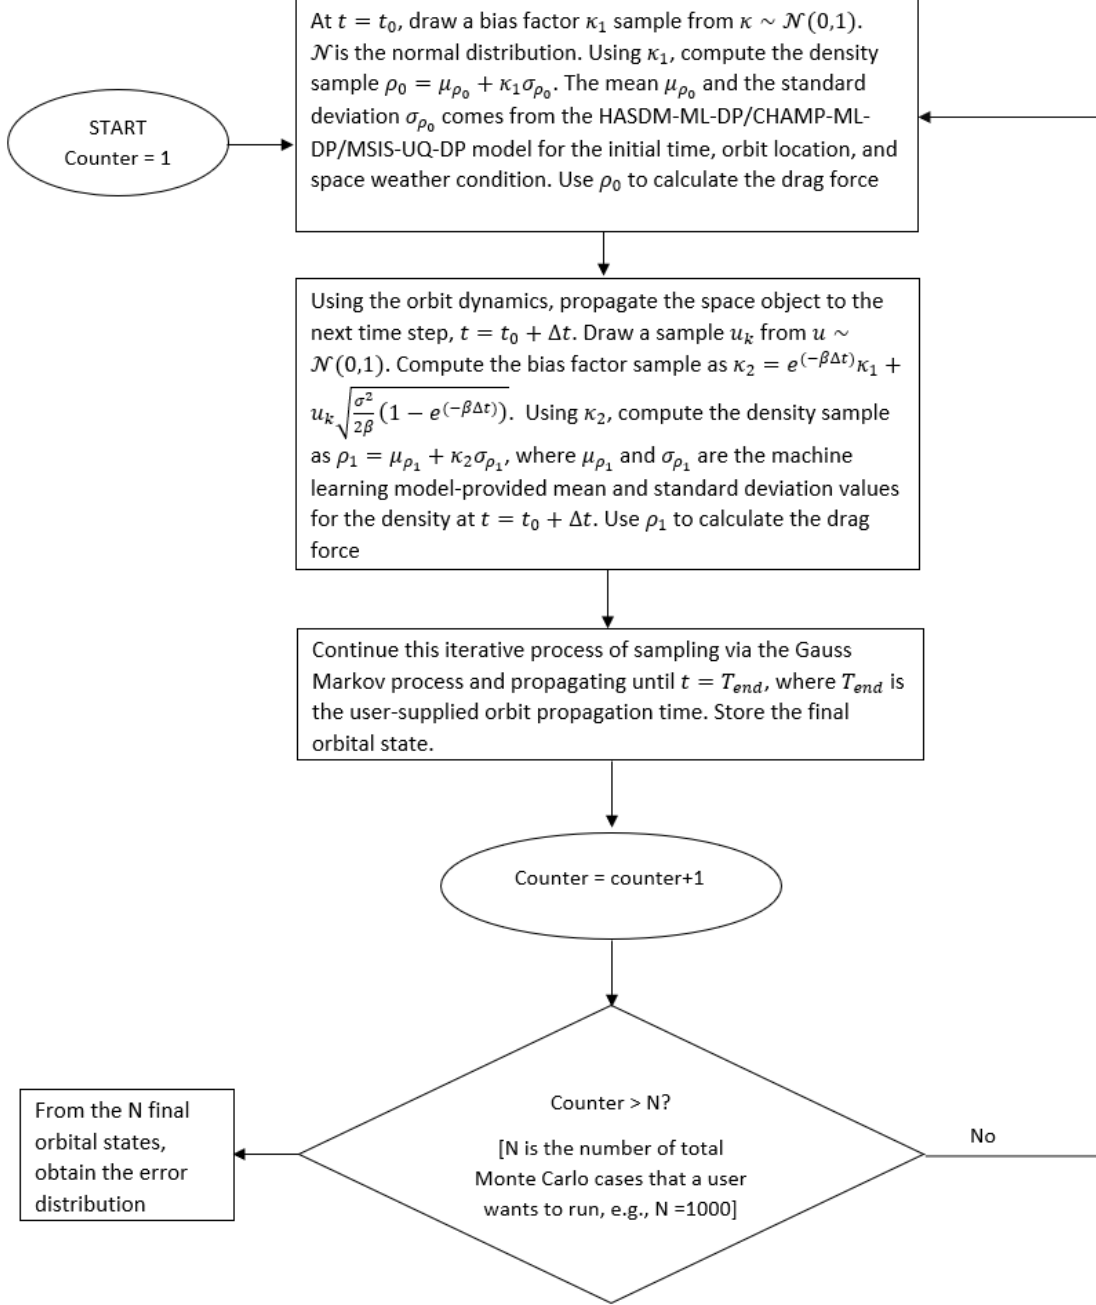 At t = t₀, draw a bias factor κ₁ sample from κ ~ 𝒩(0,1).
𝒩 is the normal distribution. Using κ₁, compute the density
sample ρ₀ = μ_ρ₀ + κ₁σ_ρ₀. The mean μ_ρ₀ and the standard
deviation σ_ρ₀ comes from the HASDM-ML-DP/CHAMP-ML-
DP/MSIS-UQ-DP model for the initial time, orbit location, and
space weather condition. Use ρ₀ to calculate the drag force
START
Counter = 1
Using the orbit dynamics, propagate the space object to the
next time step, t = t₀ + Δt. Draw a sample u_k from u ~
𝒩(0,1). Compute the bias factor sample as κ₂ = e^(−βΔt)κ₁ +
u_k√(σ²/2β (1 − e^(−βΔt))). Using κ₂, compute the density sample
as ρ₁ = μ_ρ₁ + κ₂σ_ρ₁, where μ_ρ₁ and σ_ρ₁ are the machine
learning model-provided mean and standard deviation values
for the density at t = t₀ + Δt. Use ρ₁ to calculate the drag
force
Continue this iterative process of sampling via the Gauss
Markov process and propagating until t = T_end, where T_end is
the user-supplied orbit propagation time. Store the final
orbital state.
Counter = counter+1
Counter > N?
[N is the number of total
Monte Carlo cases that a user
wants to run, e.g., N =1000]
No
From the N final
orbital states,
obtain the error
distribution